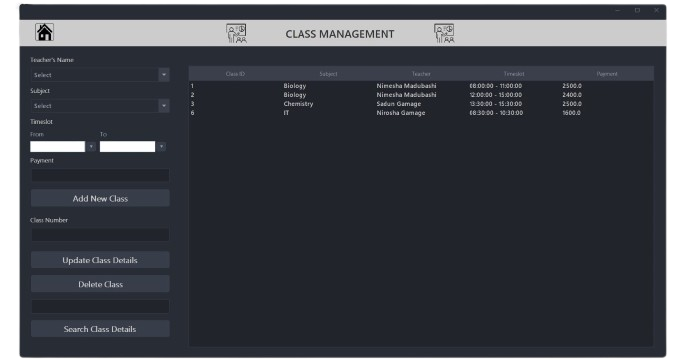 CLASS MANAGEMENT
Teacher's Name
Select
Subject
Select
Timeslot
From To
Payment
Add New Class
Class Number
Update Class Details
Delete Class
Search Class Details
Class ID Subject Teacher Timeslot Payment
1 Biology Nimesha Madubashi 08:00:00 - 11:00:00 2500.0
2 Biology Nimesha Madubashi 12:00:00 - 15:00:00 2400.0
3 Chemistry Sadun Gamage 13:30:00 - 15:30:00 2500.0
6 IT Nirosha Gamage 08:30:00 - 10:30:00 1600.0